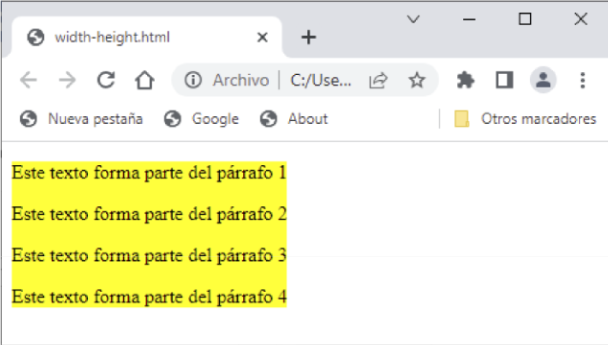 width-height.html
Archivo | C:/Use...
Nueva pestaña Google About Otros marcadores
Este texto forma parte del párrafo 1
Este texto forma parte del párrafo 2
Este texto forma parte del párrafo 3
Este texto forma parte del párrafo 4